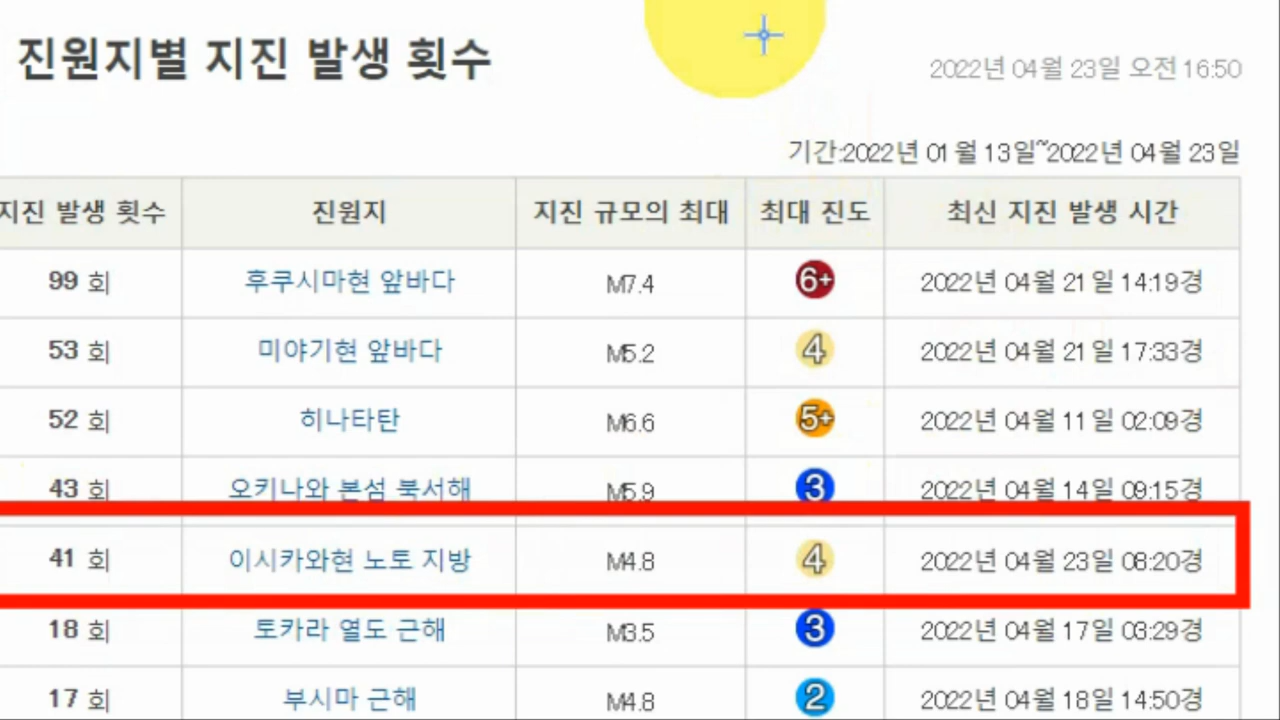 진원지별 지진 발생 횟수
2022년 04월 23일 오전 16:50
기간:2022년 01월 13일~2022년 04월 23일
지진 발생 횟수 진원지 지진 규모의 최대 최대 진도 최신 지진 발생 시간
99 회 후쿠시마현 앞바다 M7.4 6+ 2022년 04월 21일 14:19경
53 회 미야기현 앞바다 M5.2 4 2022년 04월 21일 17:33경
52 회 히나타탄 M6.6 5+ 2022년 04월 11일 02:09경
43 회 오키나와 본섬 북서해 M5.9 3 2022년 04월 14일 09:15경
41 회 이시카와현 노토 지방 M4.8 4 2022년 04월 23일 08:20경
18 회 토카라 열도 근해 M3.5 3 2022년 04월 17일 03:29경
17 회 부시마 근해 M4.8 2 2022년 04월 18일 14:50경